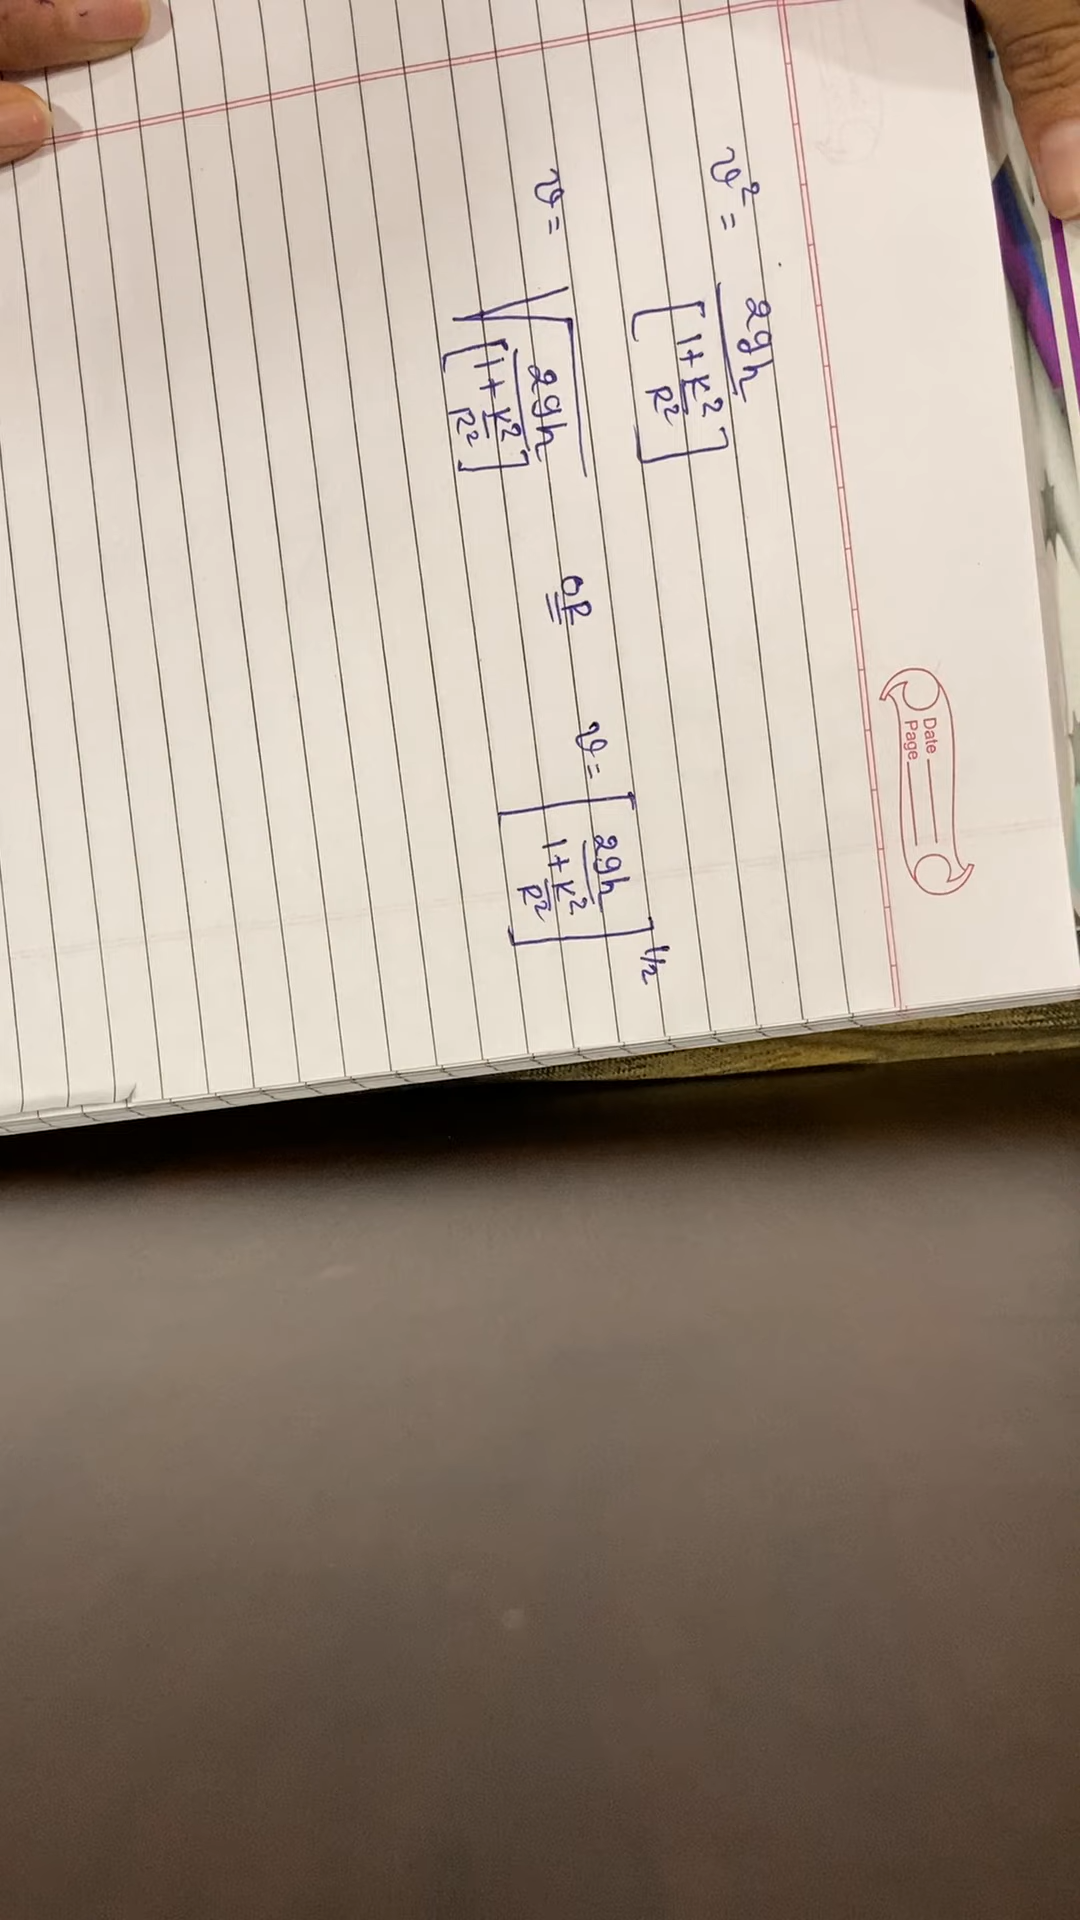 Date
Page
v² = 2gh / [1 + K²/R²]
v = √(2gh / [1 + K²/R²]) OR v = [2gh / 1 + K²/R²]^1/2